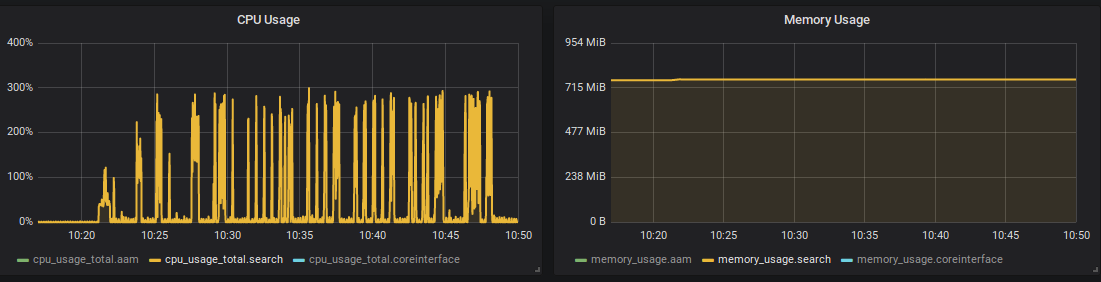 CPU Usage
400%
300%
200%
100%
0%
10:20 10:25 10:30 10:35 10:40 10:45 10:50
cpu_usage_total.aam cpu_usage_total.search cpu_usage_total.coreinterface
Memory Usage
954 MiB
715 MiB
477 MiB
238 MiB
0 B
10:20 10:25 10:30 10:35 10:40 10:45 10:50
memory_usage.aam memory_usage.search memory_usage.coreinterface